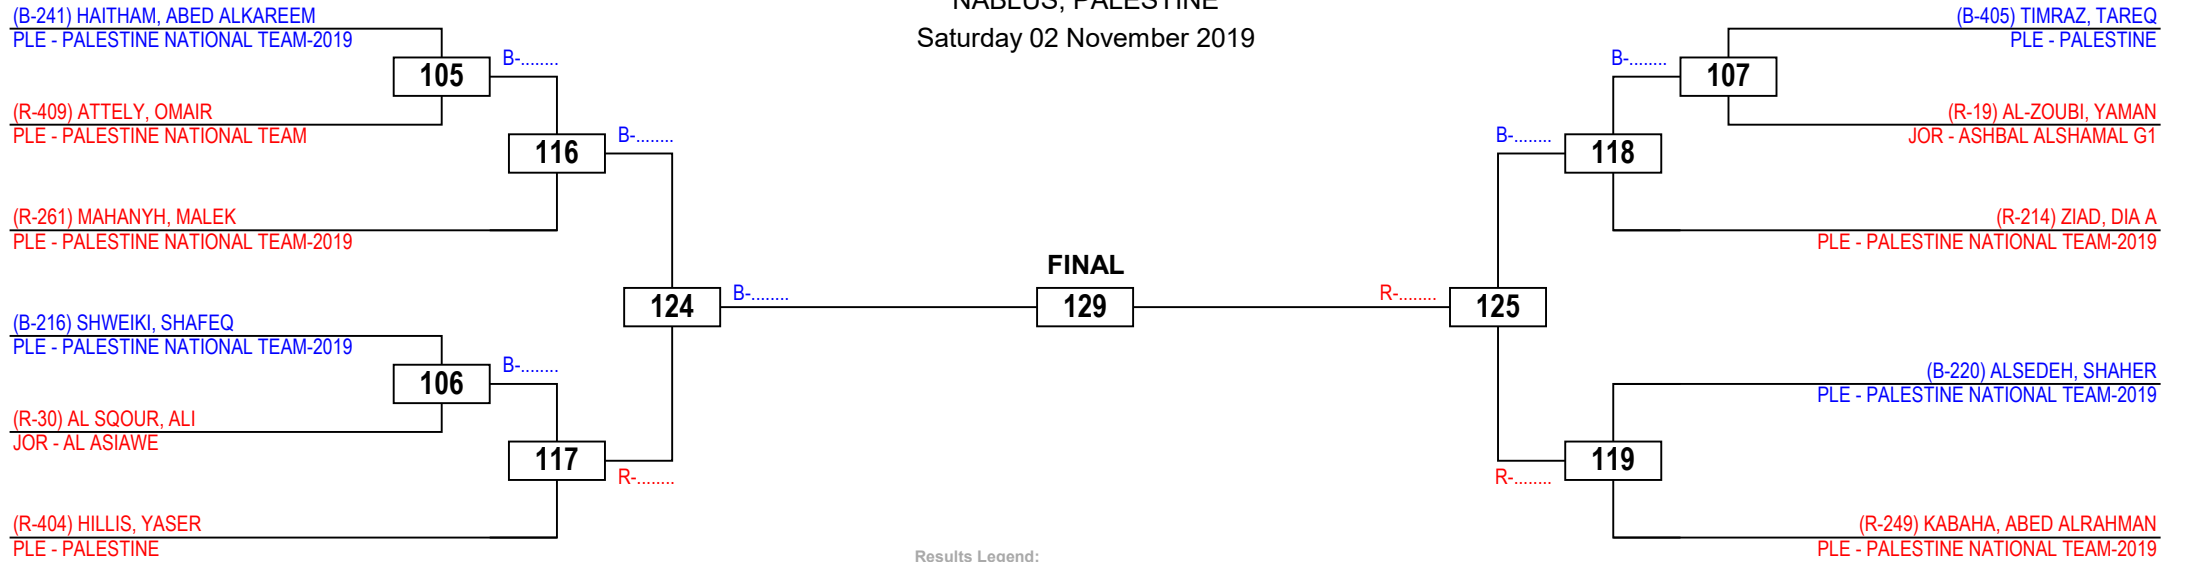 NABLUS, PALESTINE
Saturday 02 November 2019
(B-241) HAITHAM, ABED ALKAREEM
PLE - PALESTINE NATIONAL TEAM-2019
105
B-........
(R-409) ATTELY, OMAIR
PLE - PALESTINE NATIONAL TEAM
116
B-........
(R-261) MAHANYH, MALEK
PLE - PALESTINE NATIONAL TEAM-2019
124
B-........
(B-216) SHWEIKI, SHAFEQ
PLE - PALESTINE NATIONAL TEAM-2019
106
B-........
(R-30) AL SQOUR, ALI
JOR - AL ASIAWE
117
R-........
(R-404) HILLIS, YASER
PLE - PALESTINE
FINAL
129
(B-405) TIMRAZ, TAREQ
PLE - PALESTINE
B-........
107
(R-19) AL-ZOUBI, YAMAN
JOR - ASHBAL ALSHAMAL G1
B-........
118
(R-214) ZIAD, DIA A
PLE - PALESTINE NATIONAL TEAM-2019
R-........
125
(B-220) ALSEDEH, SHAHER
PLE - PALESTINE NATIONAL TEAM-2019
119
R-........
(R-249) KABAHA, ABED ALRAHMAN
PLE - PALESTINE NATIONAL TEAM-2019
Results Legend: